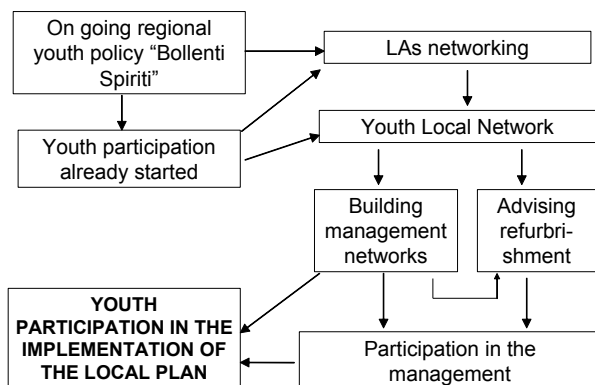 On going regional
youth policy “Bollenti
Spiriti”
LAs networking
Youth participation
already started
Youth Local Network
Building
management
networks
Advising
refurbri-
shment
YOUTH
PARTICIPATION IN THE
IMPLEMENTATION OF
THE LOCAL PLAN
Participation in the
management